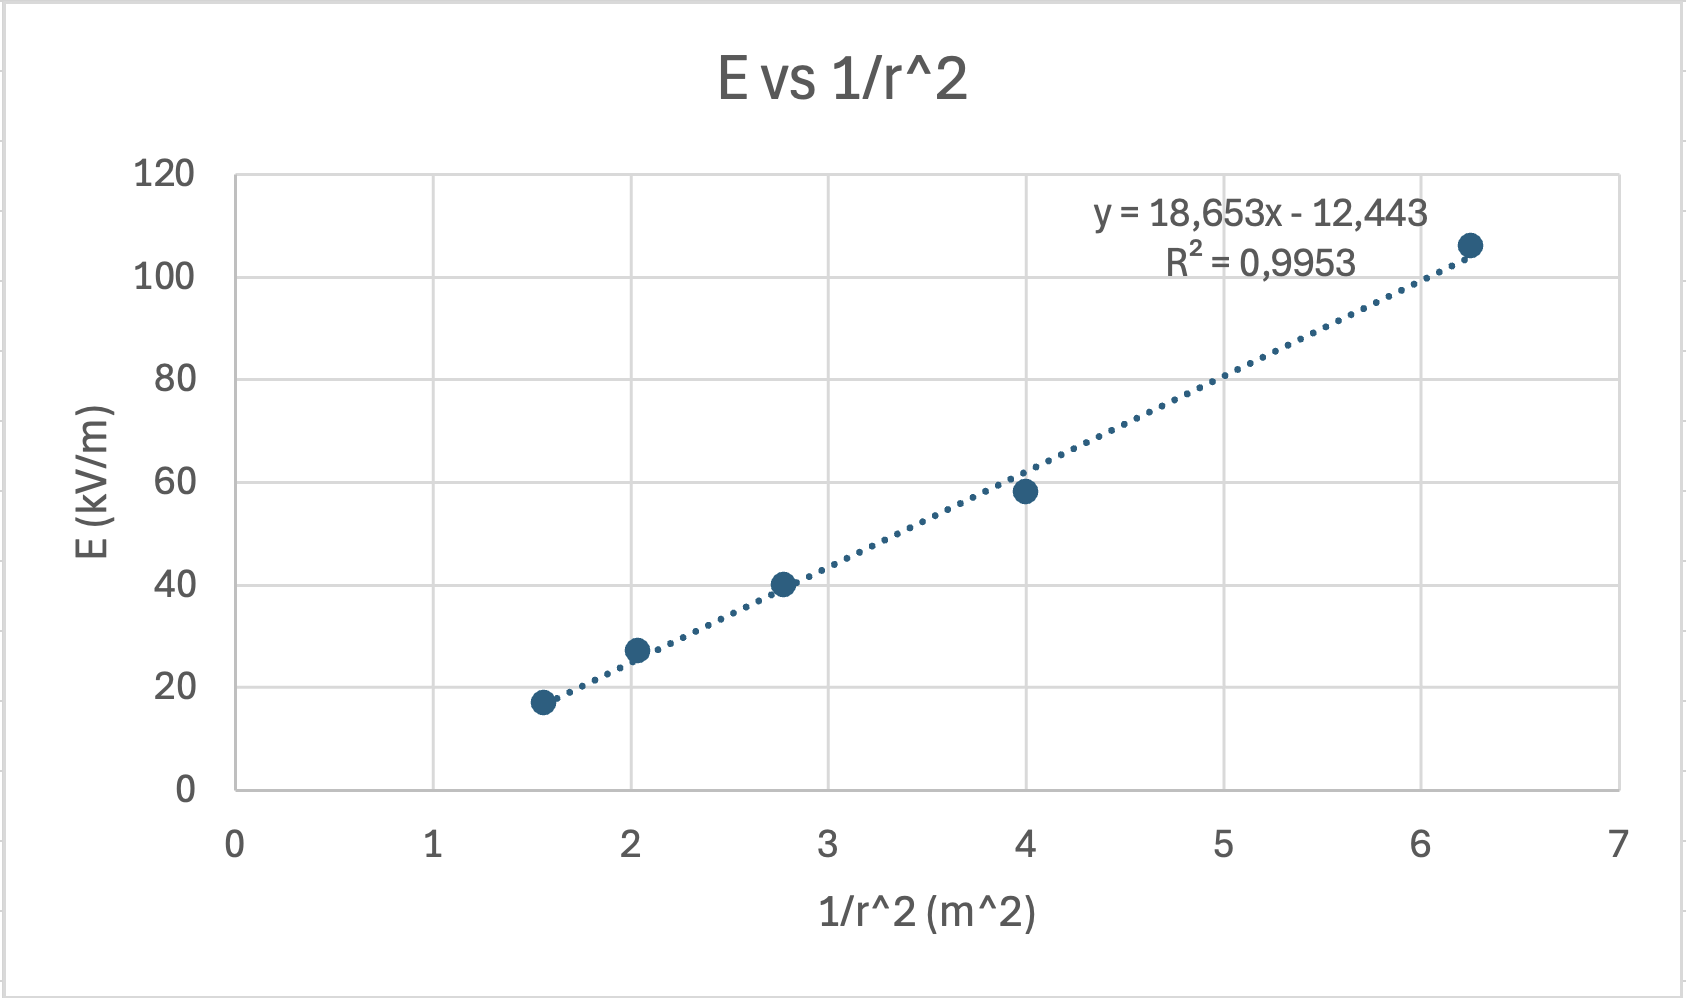 E vs 1/r^2
120
100
80
60
40
20
0
y = 18,653x - 12,443
R² = 0,9953
E (kV/m)
0 1 2 3 4 5 6 7
1/r^2 (m^2)